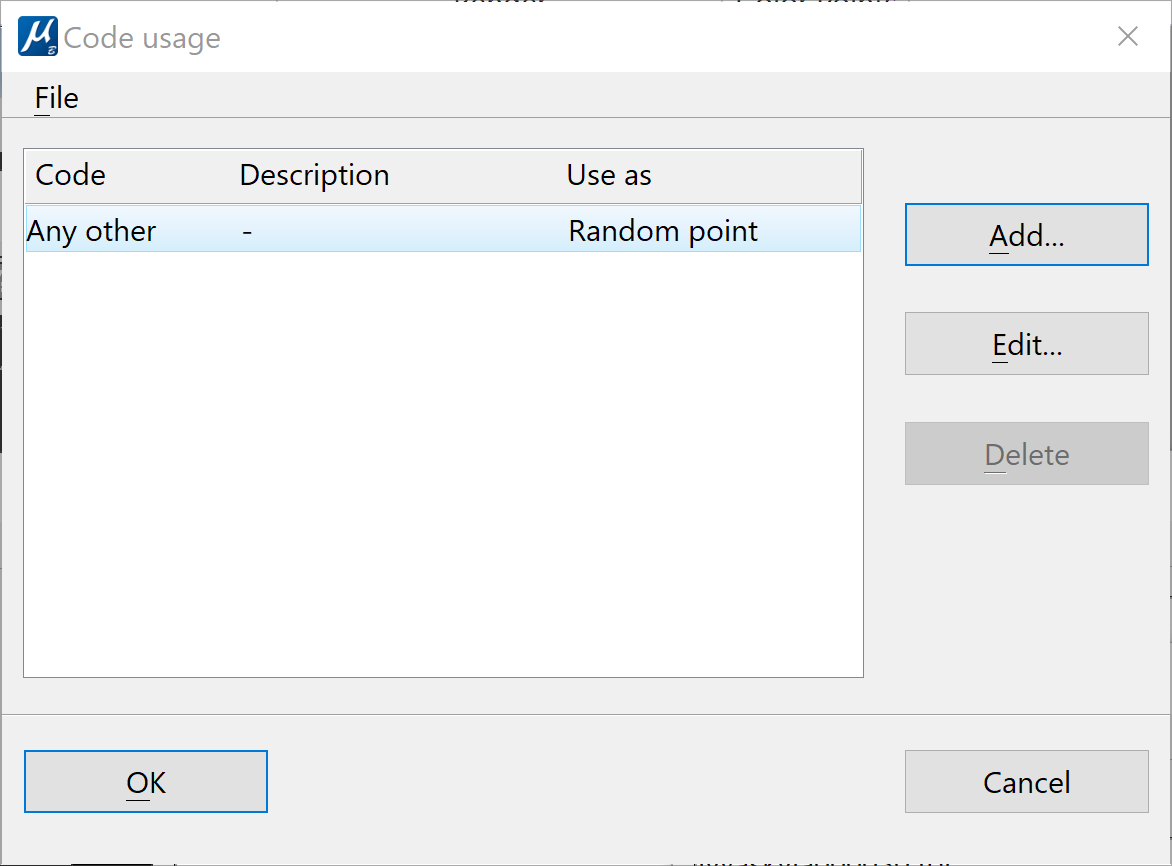 Code usage
File
Code Description Use as
Any other - Random point
Add...
Edit...
Delete
OK Cancel